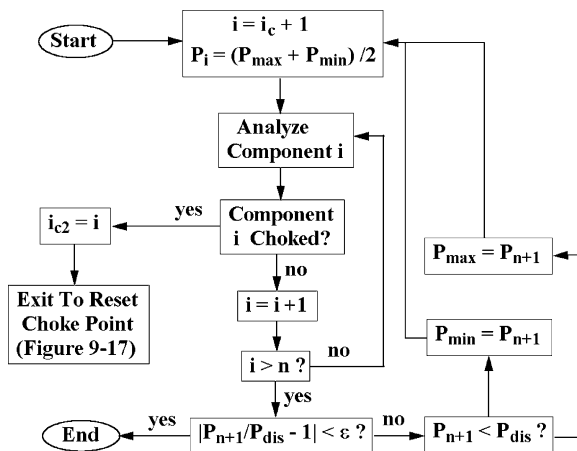 Start
i = i_c + 1
P_i = (P_max + P_min) /2
Analyze
Component i
Component
i Choked?
yes
i_c2 = i
Exit To Reset
Choke Point
(Figure 9-17)
no
i = i +1
i > n ?
no
yes
|P_n+1/P_dis - 1| < ε ?
yes
End
no
P_n+1 < P_dis ?
P_min = P_n+1
P_max = P_n+1